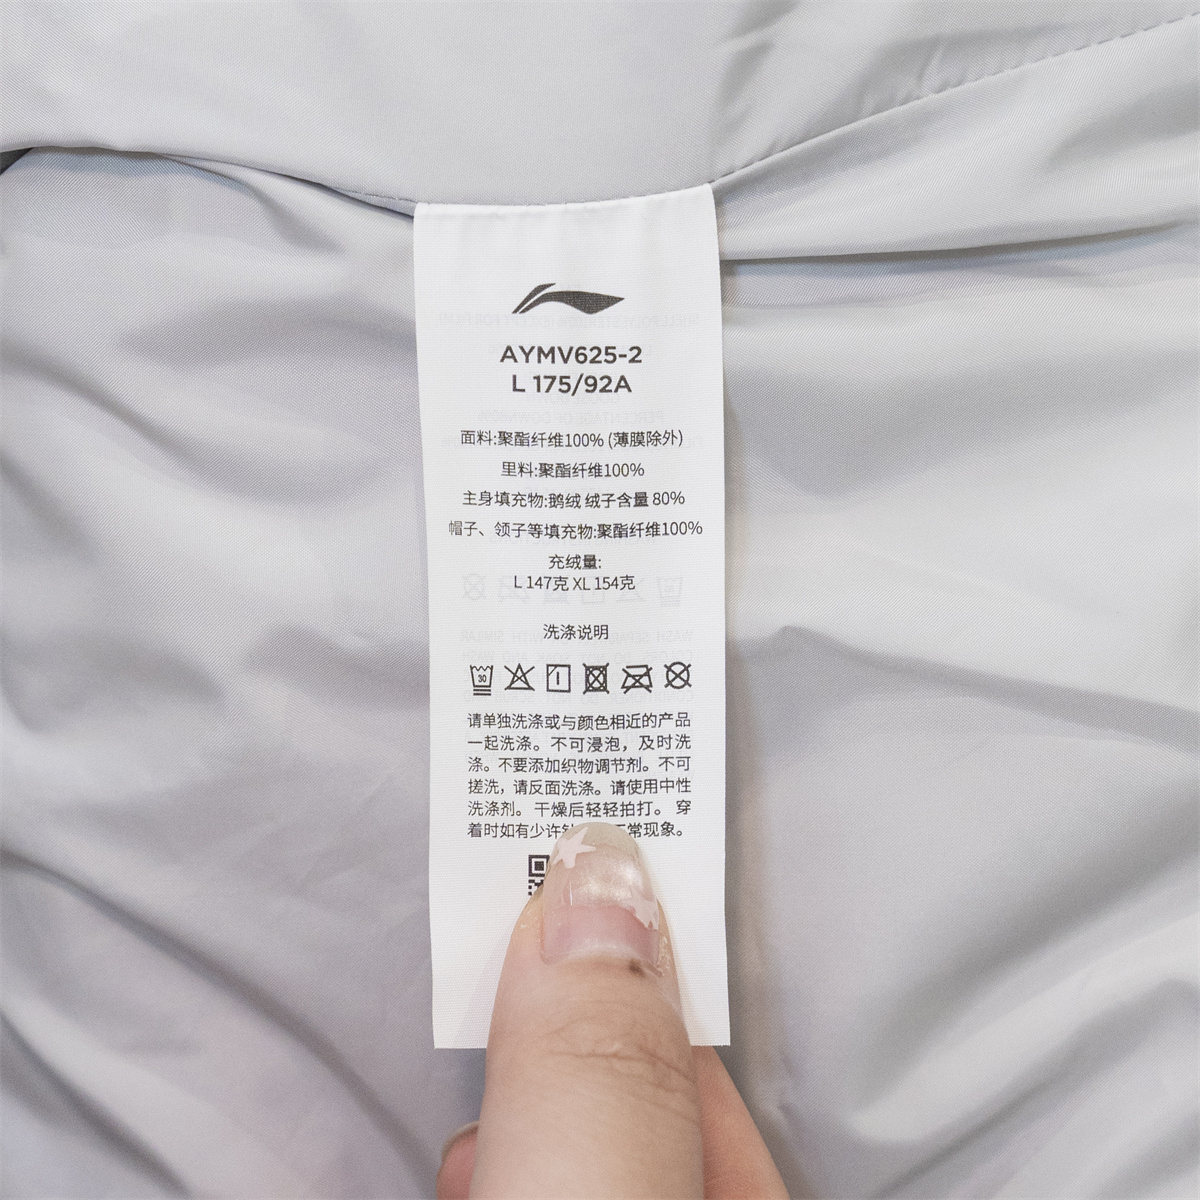 AYMV625-2
L 175/92A
面料:聚酯纤维100% (薄膜除外)
里料:聚酯纤维100%
主身填充物:鹅绒 绒子含量 80%
帽子、领子等填充物:聚酯纤维100%
充绒量:
L 147克 XL 154克
洗涤说明
30
请单独洗涤或与颜色相近的产品
一起洗涤。不可浸泡，及时洗
涤。不要添加织物调节剂。不可
搓洗，请反面洗涤。请使用中性
洗涤剂。干燥后轻轻拍打。 穿
着时如有少许 常现象。